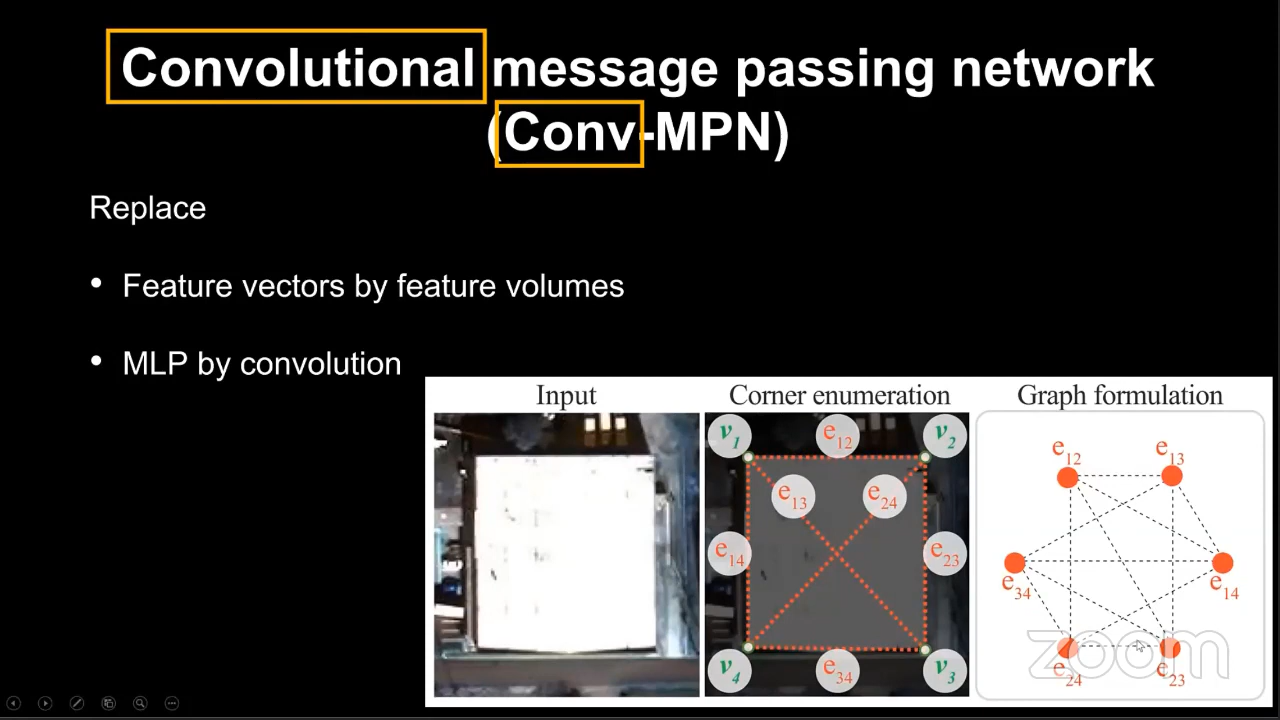 Convolutional message passing network
(Conv-MPN)
Replace
• Feature vectors by feature volumes
• MLP by convolution
Input
Corner enumeration
Graph formulation
v1
e12
v2
e13
e24
e14
e23
v4
e34
v3
e12
e13
e34
e14
e24
e23
zoom